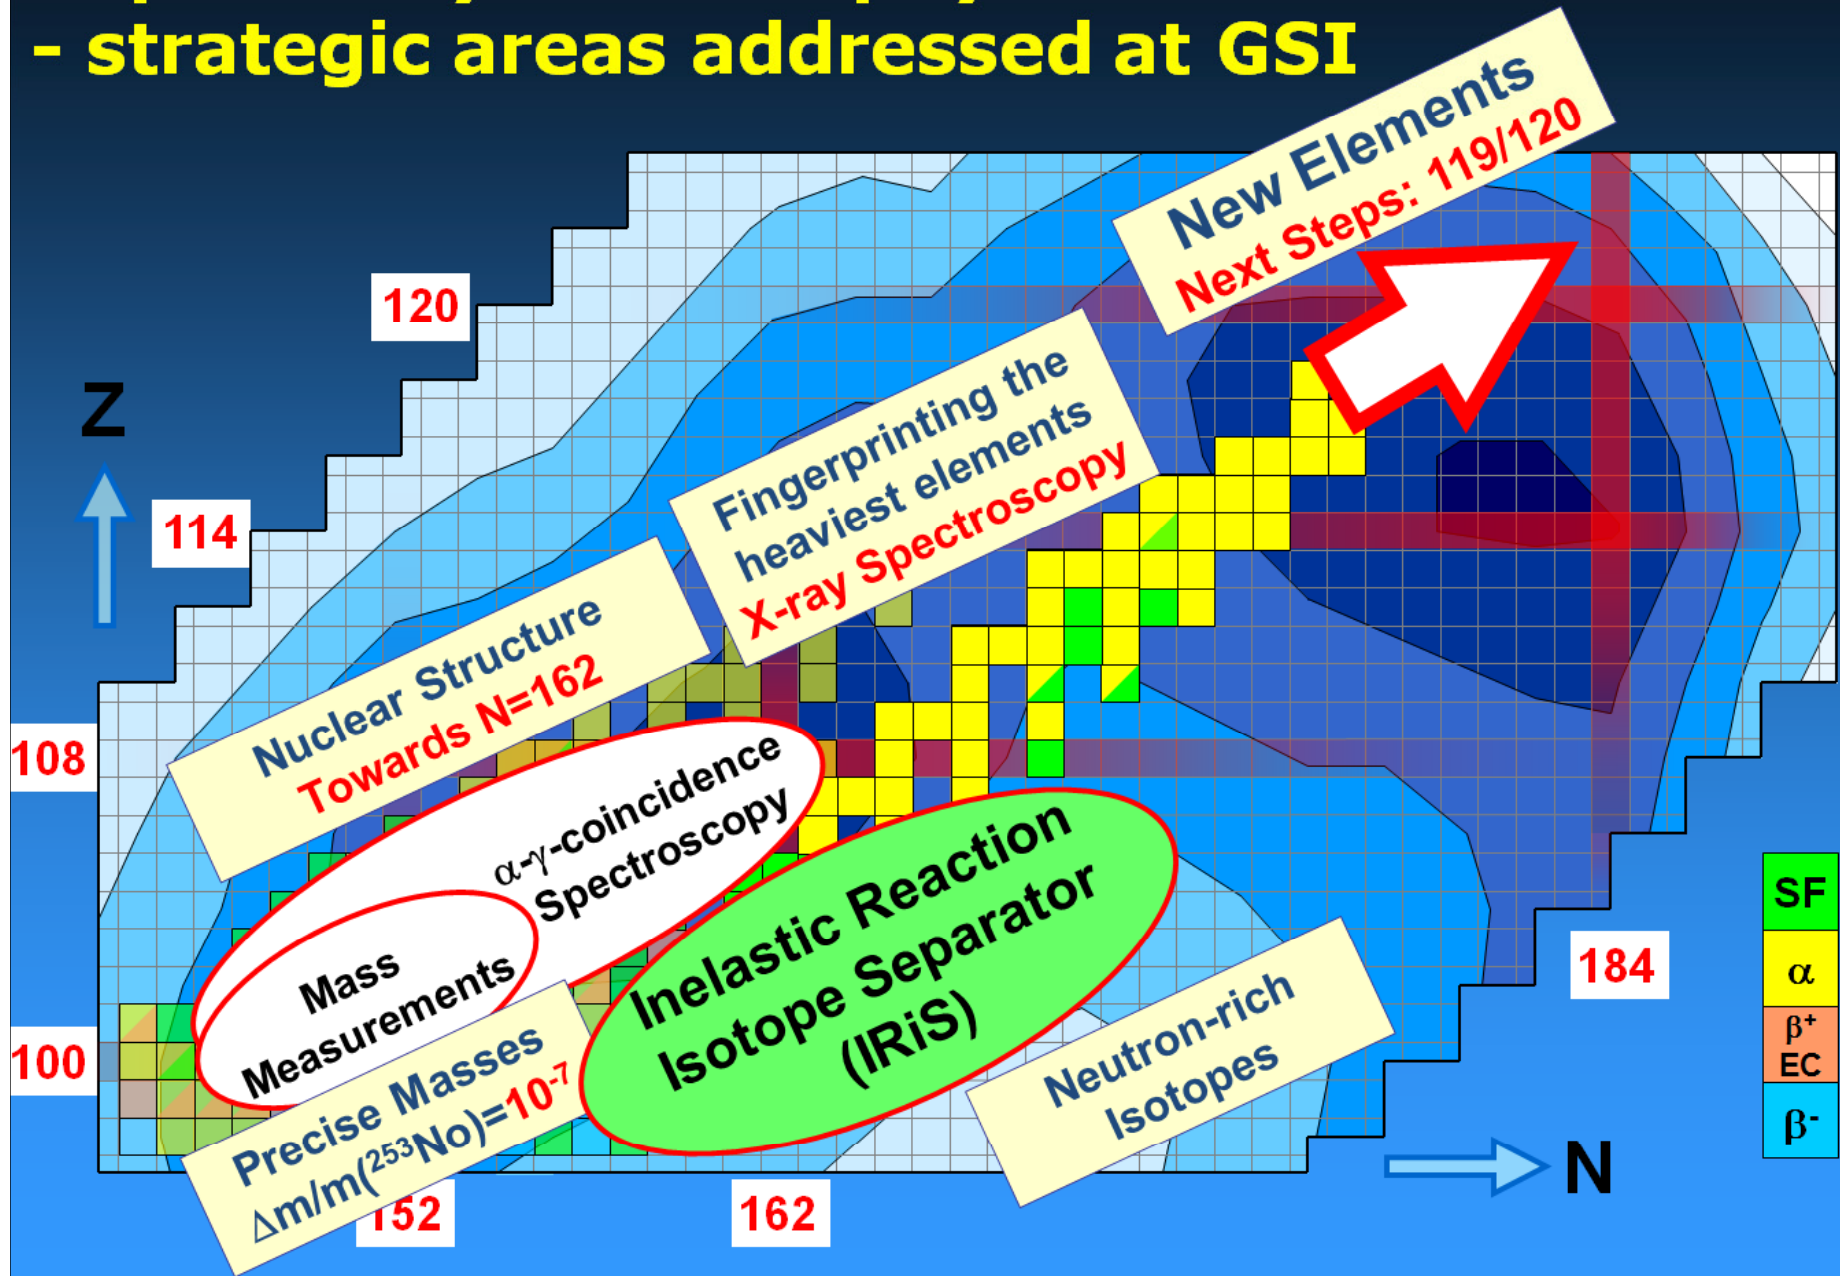 - strategic areas addressed at GSI
New Elements
Next Steps: 119/120
120
Z
Fingerprinting the
heaviest elements
X-ray Spectroscopy
114
Nuclear Structure
Towards N=162
108
α-γ-coincidence
Spectroscopy
Mass
Measurements
Inelastic Reaction
Isotope Separator
(IRiS)
SF
α
β⁺
EC
β⁻
184
100
Precise Masses
Δm/m(²⁵³No)=10⁻⁷
Neutron-rich
Isotopes
N
152
162